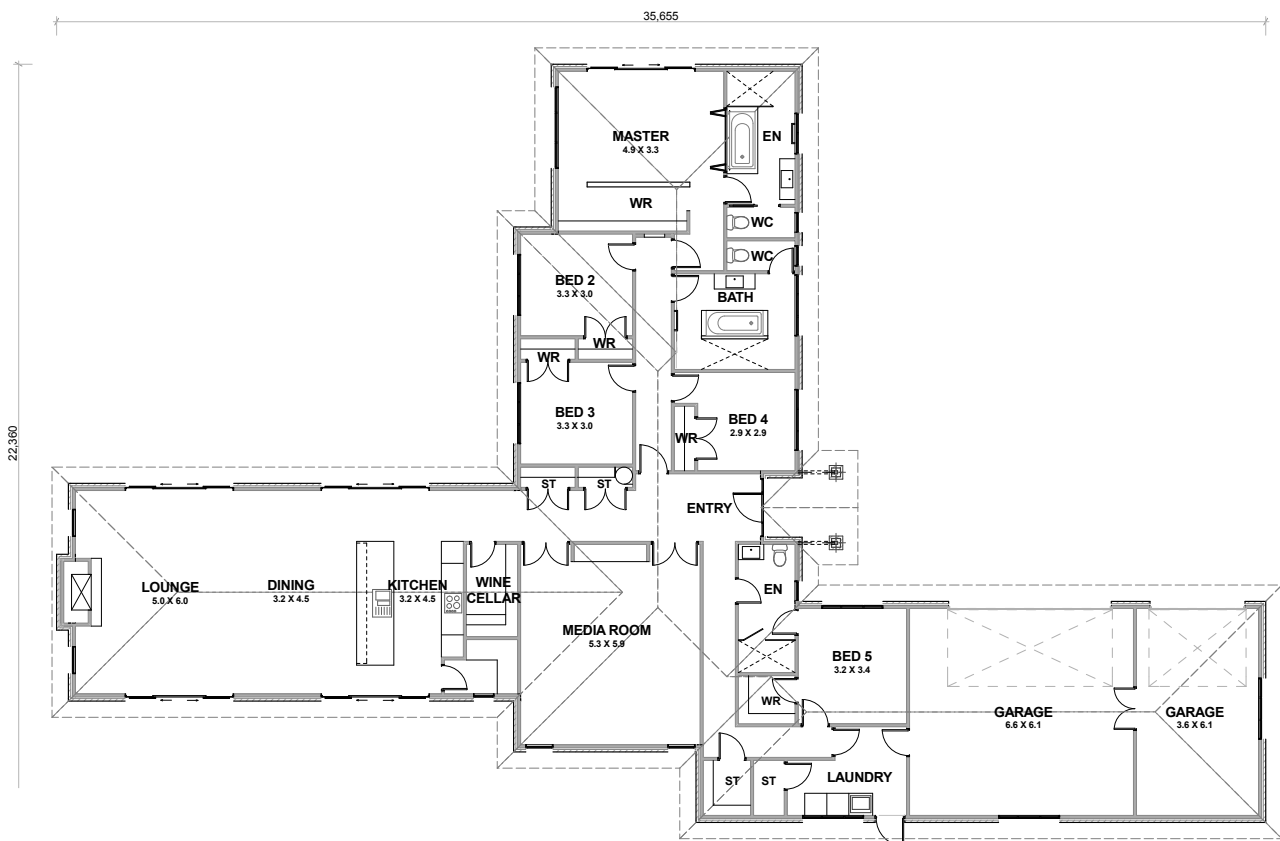 35,655
22,360
MASTER
4.9 X 3.3
EN
WR
WC
WC
BED 2
3.3 X 3.0
BATH
WR
WR
BED 3
3.3 X 3.0
BED 4
2.9 X 2.9
WR
ST
ST
ENTRY
LOUNGE
5.0 X 6.0
DINING
3.2 X 4.5
KITCHEN
3.2 X 4.5
WINE
CELLAR
EN
MEDIA ROOM
5.3 X 5.9
BED 5
3.2 X 3.4
WR
GARAGE
6.6 X 6.1
GARAGE
3.6 X 6.1
ST
ST
LAUNDRY